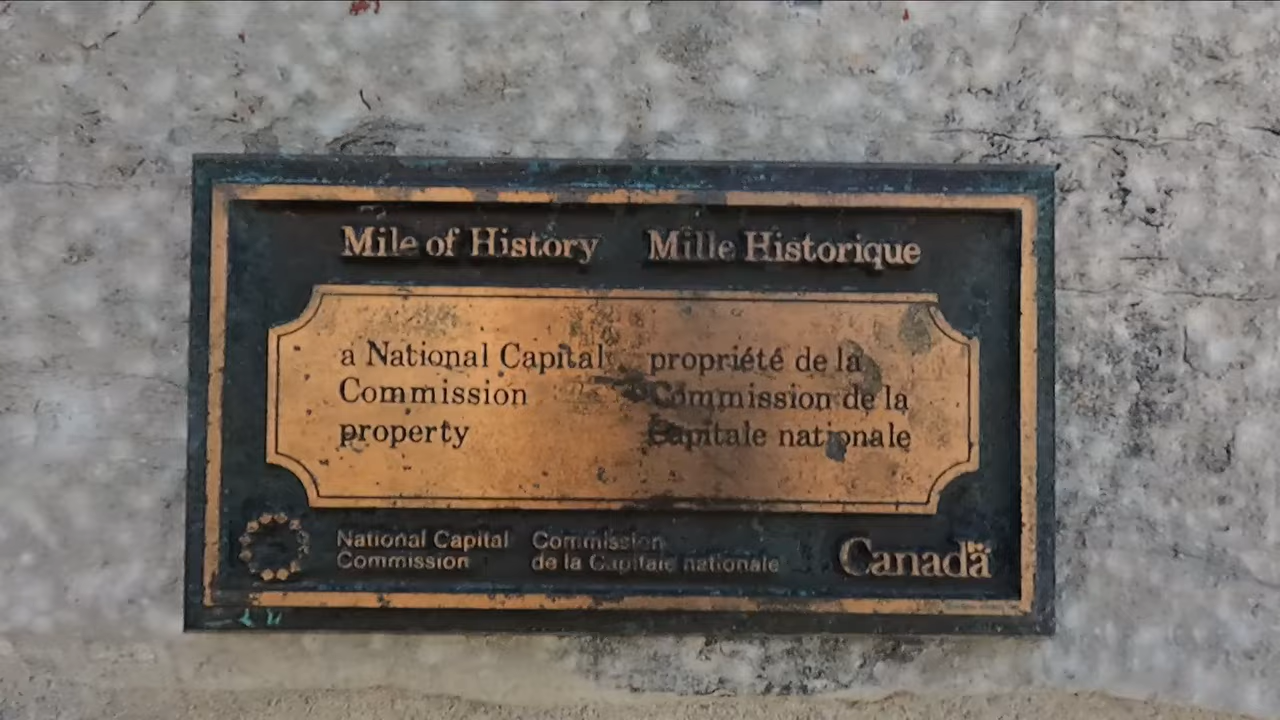 Mile of History
Mille Historique
a National Capital
Commission
property
propriété de la
Commission de la
Capitale nationale
National Capital
Commission
Commission
de la Capitale nationale
Canada